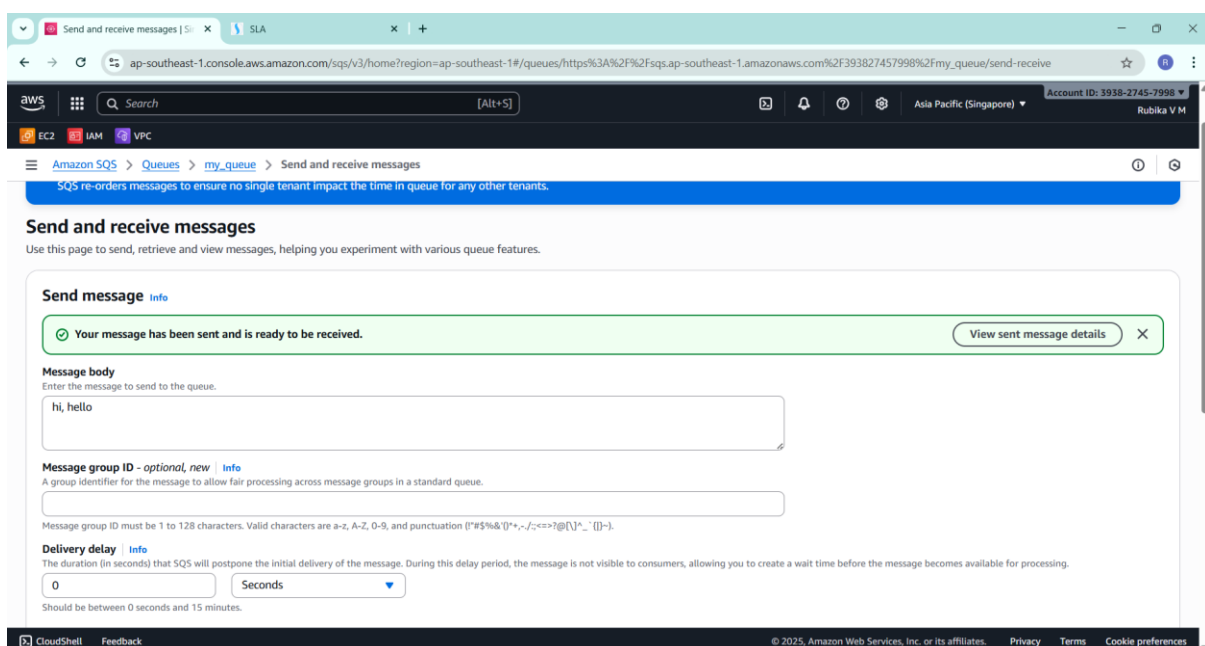 Send and receive messages | Si
SLA
ap-southeast-1.console.aws.amazon.com/sqs/v3/home?region=ap-southeast-1#/queues/https%3A%2F%2Fsqs.ap-southeast-1.amazonaws.com%2F393827457998%2Fmy_queue/send-receive
R
aws
Search
[Alt+S]
Asia Pacific (Singapore)
Account ID: 3938-2745-7998
Rubika V M
EC2 IAM VPC
Amazon SQS > Queues > my_queue > Send and receive messages
SQS re-orders messages to ensure no single tenant impact the time in queue for any other tenants.
Send and receive messages
Use this page to send, retrieve and view messages, helping you experiment with various queue features.
Send message Info
Your message has been sent and is ready to be received.
View sent message details
Message body
Enter the message to send to the queue.
hi, hello
Message group ID - optional, new | Info
A group identifier for the message to allow fair processing across message groups in a standard queue.
Message group ID must be 1 to 128 characters. Valid characters are a-z, A-Z, 0-9, and punctuation (!"#$%&'()*+,-./:;<=>?@[\]^_`{|}~).
Delivery delay | Info
The duration (in seconds) that SQS will postpone the initial delivery of the message. During this delay period, the message is not visible to consumers, allowing you to create a wait time before the message becomes available for processing.
0
Seconds
Should be between 0 seconds and 15 minutes.
CloudShell Feedback
© 2025, Amazon Web Services, Inc. or its affiliates. Privacy Terms Cookie preferences